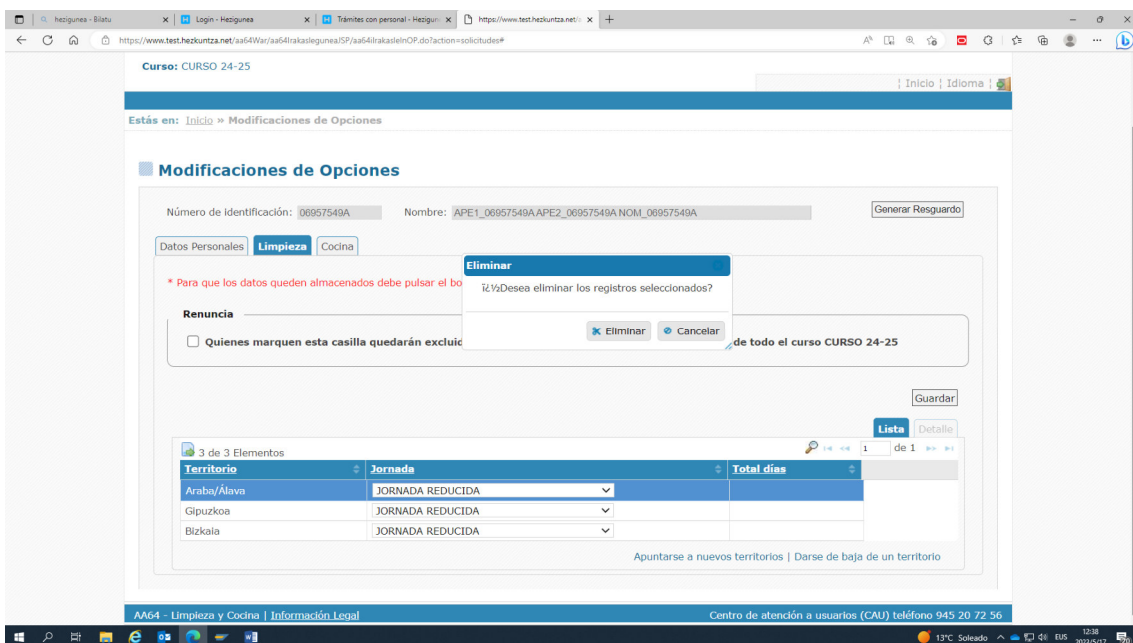 hezigunea - Bilatu
Login - Hezigunea
Trámites con personal - Heziguni
https://www.test.hezkuntza.net/
https://www.test.hezkuntza.net/aa64War/aa64IrakasleguneaJSP/aa64iIrakasleInOP.do?action=solicitudes#
Curso: CURSO 24-25
¦ Inicio ¦ Idioma ¦
Estás en: Inicio » Modificaciones de Opciones
Modificaciones de Opciones
Número de identificación: 06957549A Nombre: APE1_06957549A APE2_06957549A NOM_06957549A Generar Resguardo
Datos Personales Limpieza Cocina
Eliminar
* Para que los datos queden almacenados debe pulsar el bo
ï¿½Desea eliminar los registros seleccionados?
Renuncia
Eliminar Cancelar
Quienes marquen esta casilla quedarán excluid de todo el curso CURSO 24-25
Guardar
Lista Detalle
3 de 3 Elementos 1 de 1
Territorio Jornada Total días
Araba/Álava JORNADA REDUCIDA
Gipuzkoa JORNADA REDUCIDA
Bizkaia JORNADA REDUCIDA
Apuntarse a nuevos territorios | Darse de baja de un territorio
AA64 - Limpieza y Cocina | Información Legal Centro de atención a usuarios (CAU) teléfono 945 20 72 56
13°C Soleado EUS 12:38
2023/5/17